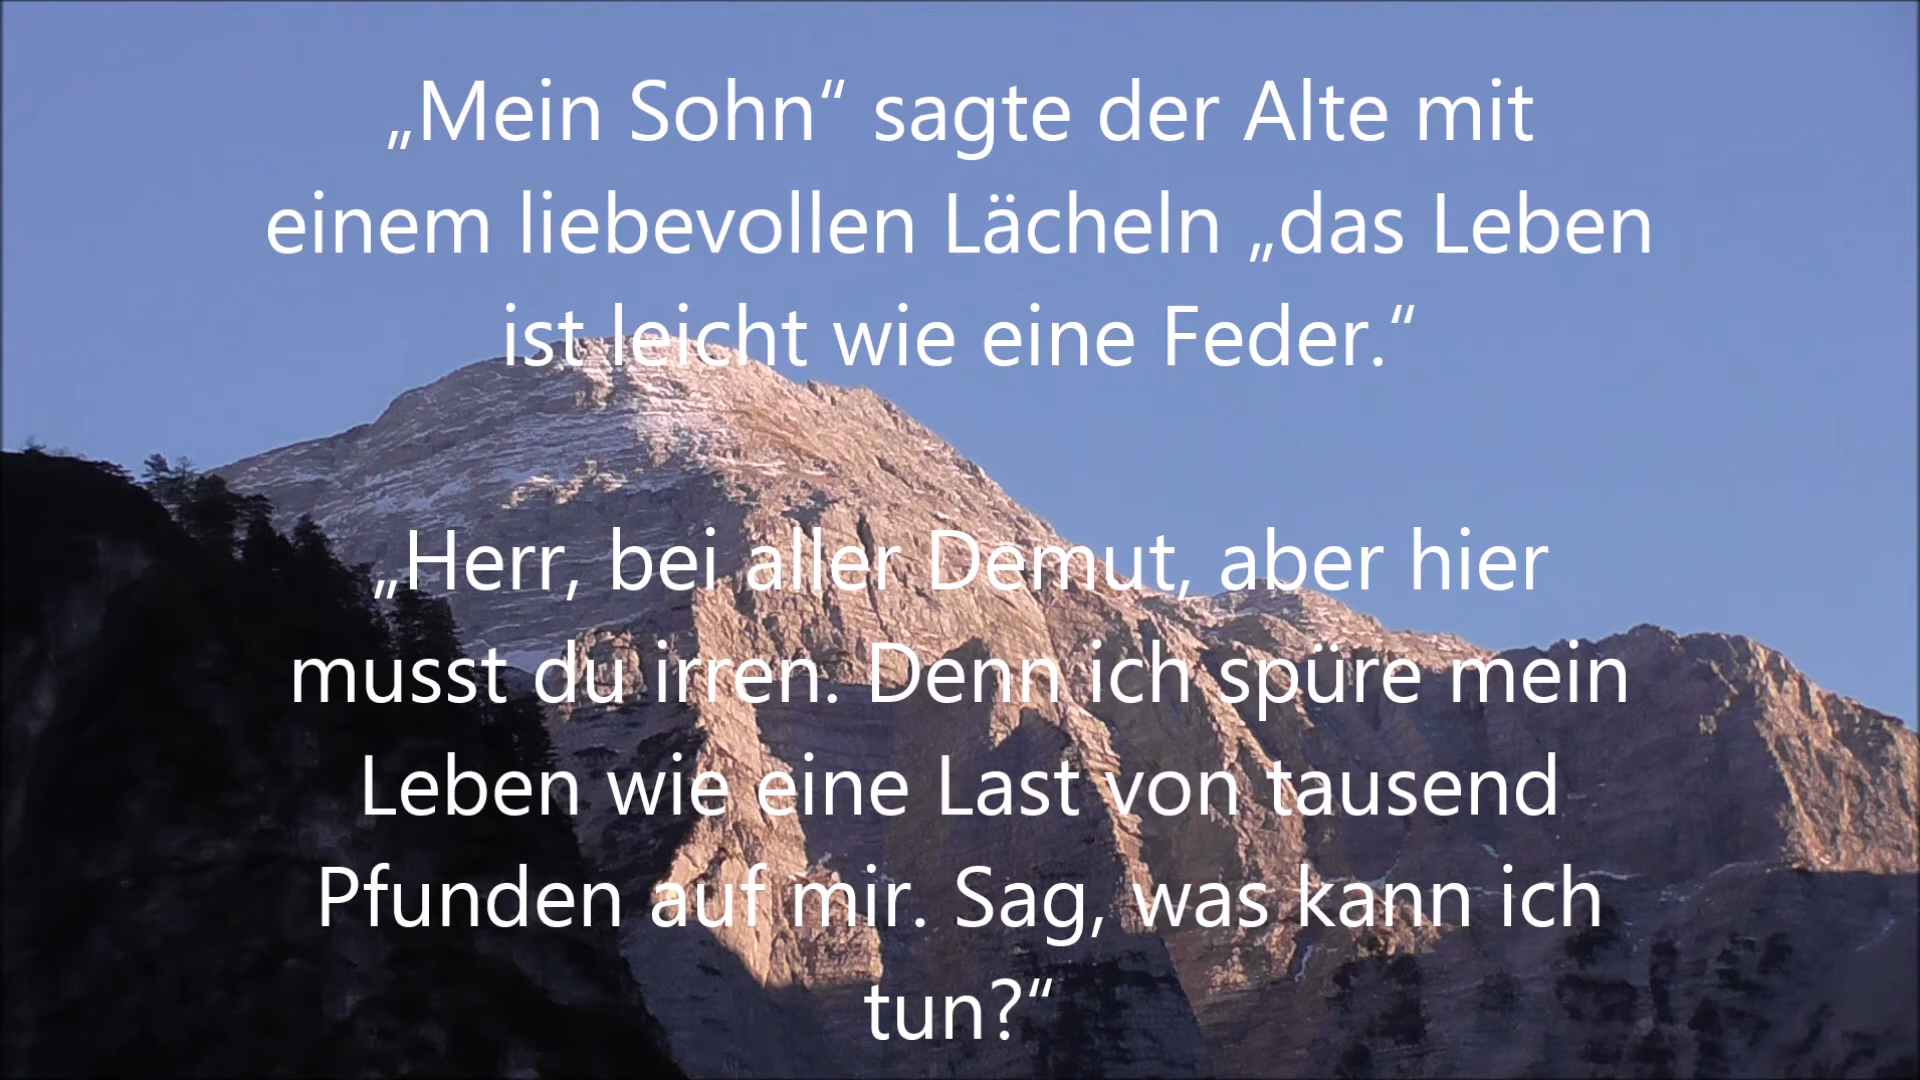 „Mein Sohn“ sagte der Alte mit
einem liebevollen Lächeln „das Leben
ist leicht wie eine Feder.“
„Herr, bei aller Demut, aber hier
musst du irren. Denn ich spüre mein
Leben wie eine Last von tausend
Pfunden auf mir. Sag, was kann ich
tun?“